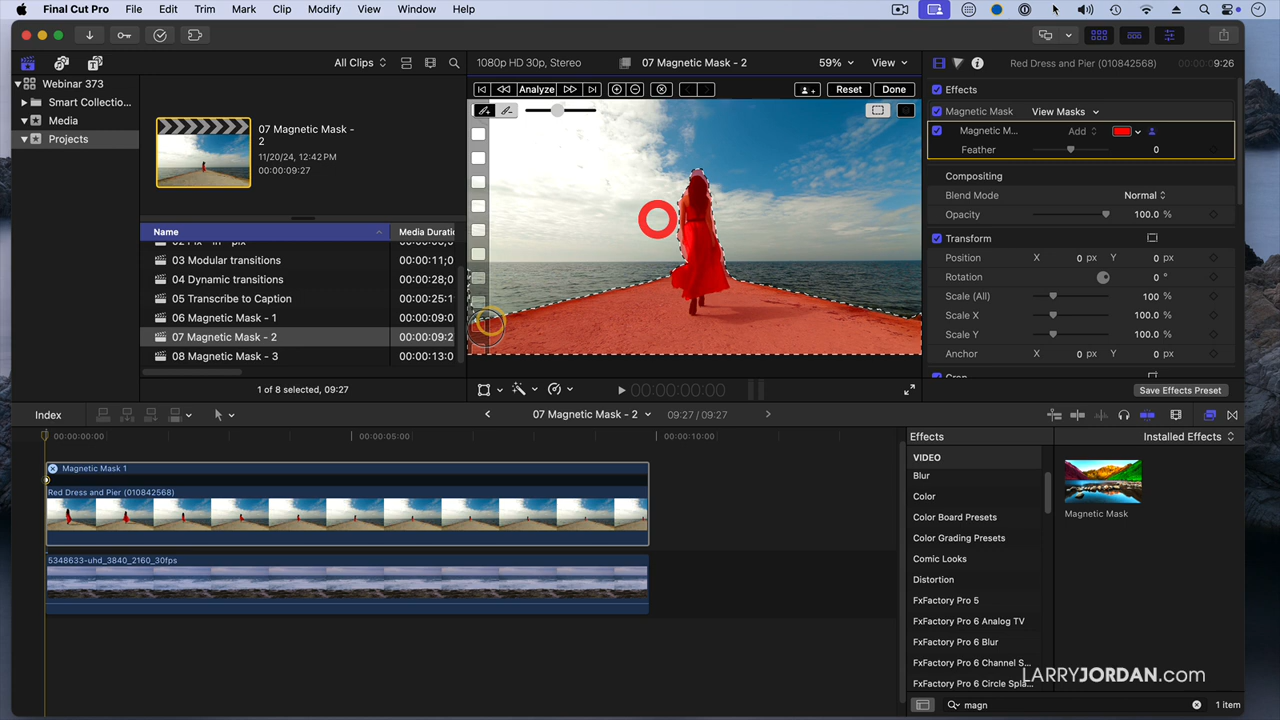 Final Cut Pro File Edit Trim Mark Clip Modify View Window Help
All Clips
1080p HD 30p, Stereo
07 Magnetic Mask - 2
59%
View
Red Dress and Pier (010842568)
00:00:09:26
Webinar 373
Smart Collectio...
Media
Projects
07 Magnetic Mask -
2
11/20/24, 12:42 PM
00:00:09:27
Name Media Duratio
03 Modular transitions 00:00:11;0
04 Dynamic transitions 00:00:28;0
05 Transcribe to Caption 00:00:25:1
06 Magnetic Mask - 1 00:00:09:0
07 Magnetic Mask - 2 00:00:09:2
08 Magnetic Mask - 3 00:00:13:0
1 of 8 selected, 09:27
Analyze
Reset
Done
00:00:00:00
Effects
Magnetic Mask View Masks
Magnetic M... Add
Feather 0
Compositing
Blend Mode Normal
Opacity 100.0 %
Transform
Position X 0 px Y 0 px
Rotation 0 °
Scale (All) 100 %
Scale X 100.0 %
Scale Y 100.0 %
Anchor X 0 px Y 0 px
Crop
Save Effects Preset
Index
07 Magnetic Mask - 2
09:27 / 09:27
00:00:00:00 00:00:05:00 00:00:10:00
Magnetic Mask 1
Red Dress and Pier (010842568)
5348633-uhd_3840_2160_30fps
Effects
Installed Effects
VIDEO
Blur
Color
Color Board Presets
Color Grading Presets
Comic Looks
Distortion
FxFactory Pro 5
FxFactory Pro 6 Analog TV
FxFactory Pro 6 Blur
FxFactory Pro 6 Channel S...
FxFactory Pro 6 Circle Spla...
Magnetic Mask
LARRYJORDAN.com
magn
1 item